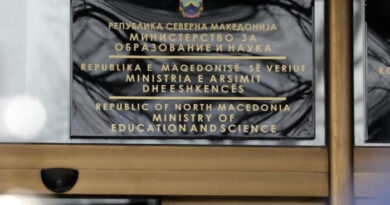 РЕПУБЛИКА СЕВЕРНА МАКЕДОНИЈА
МИНИСТЕРСТВО ЗА
ОБРАЗОВАНИЕ И НАУКА
REPUBLIKA E MAQEDONISË SË VERIUT
MINISTRIA E ARSIMIT
DHE ESHKENCËS
REPUBLIC OF NORTH MACEDONIA
MINISTRY OF
EDUCATION AND SCIENCE